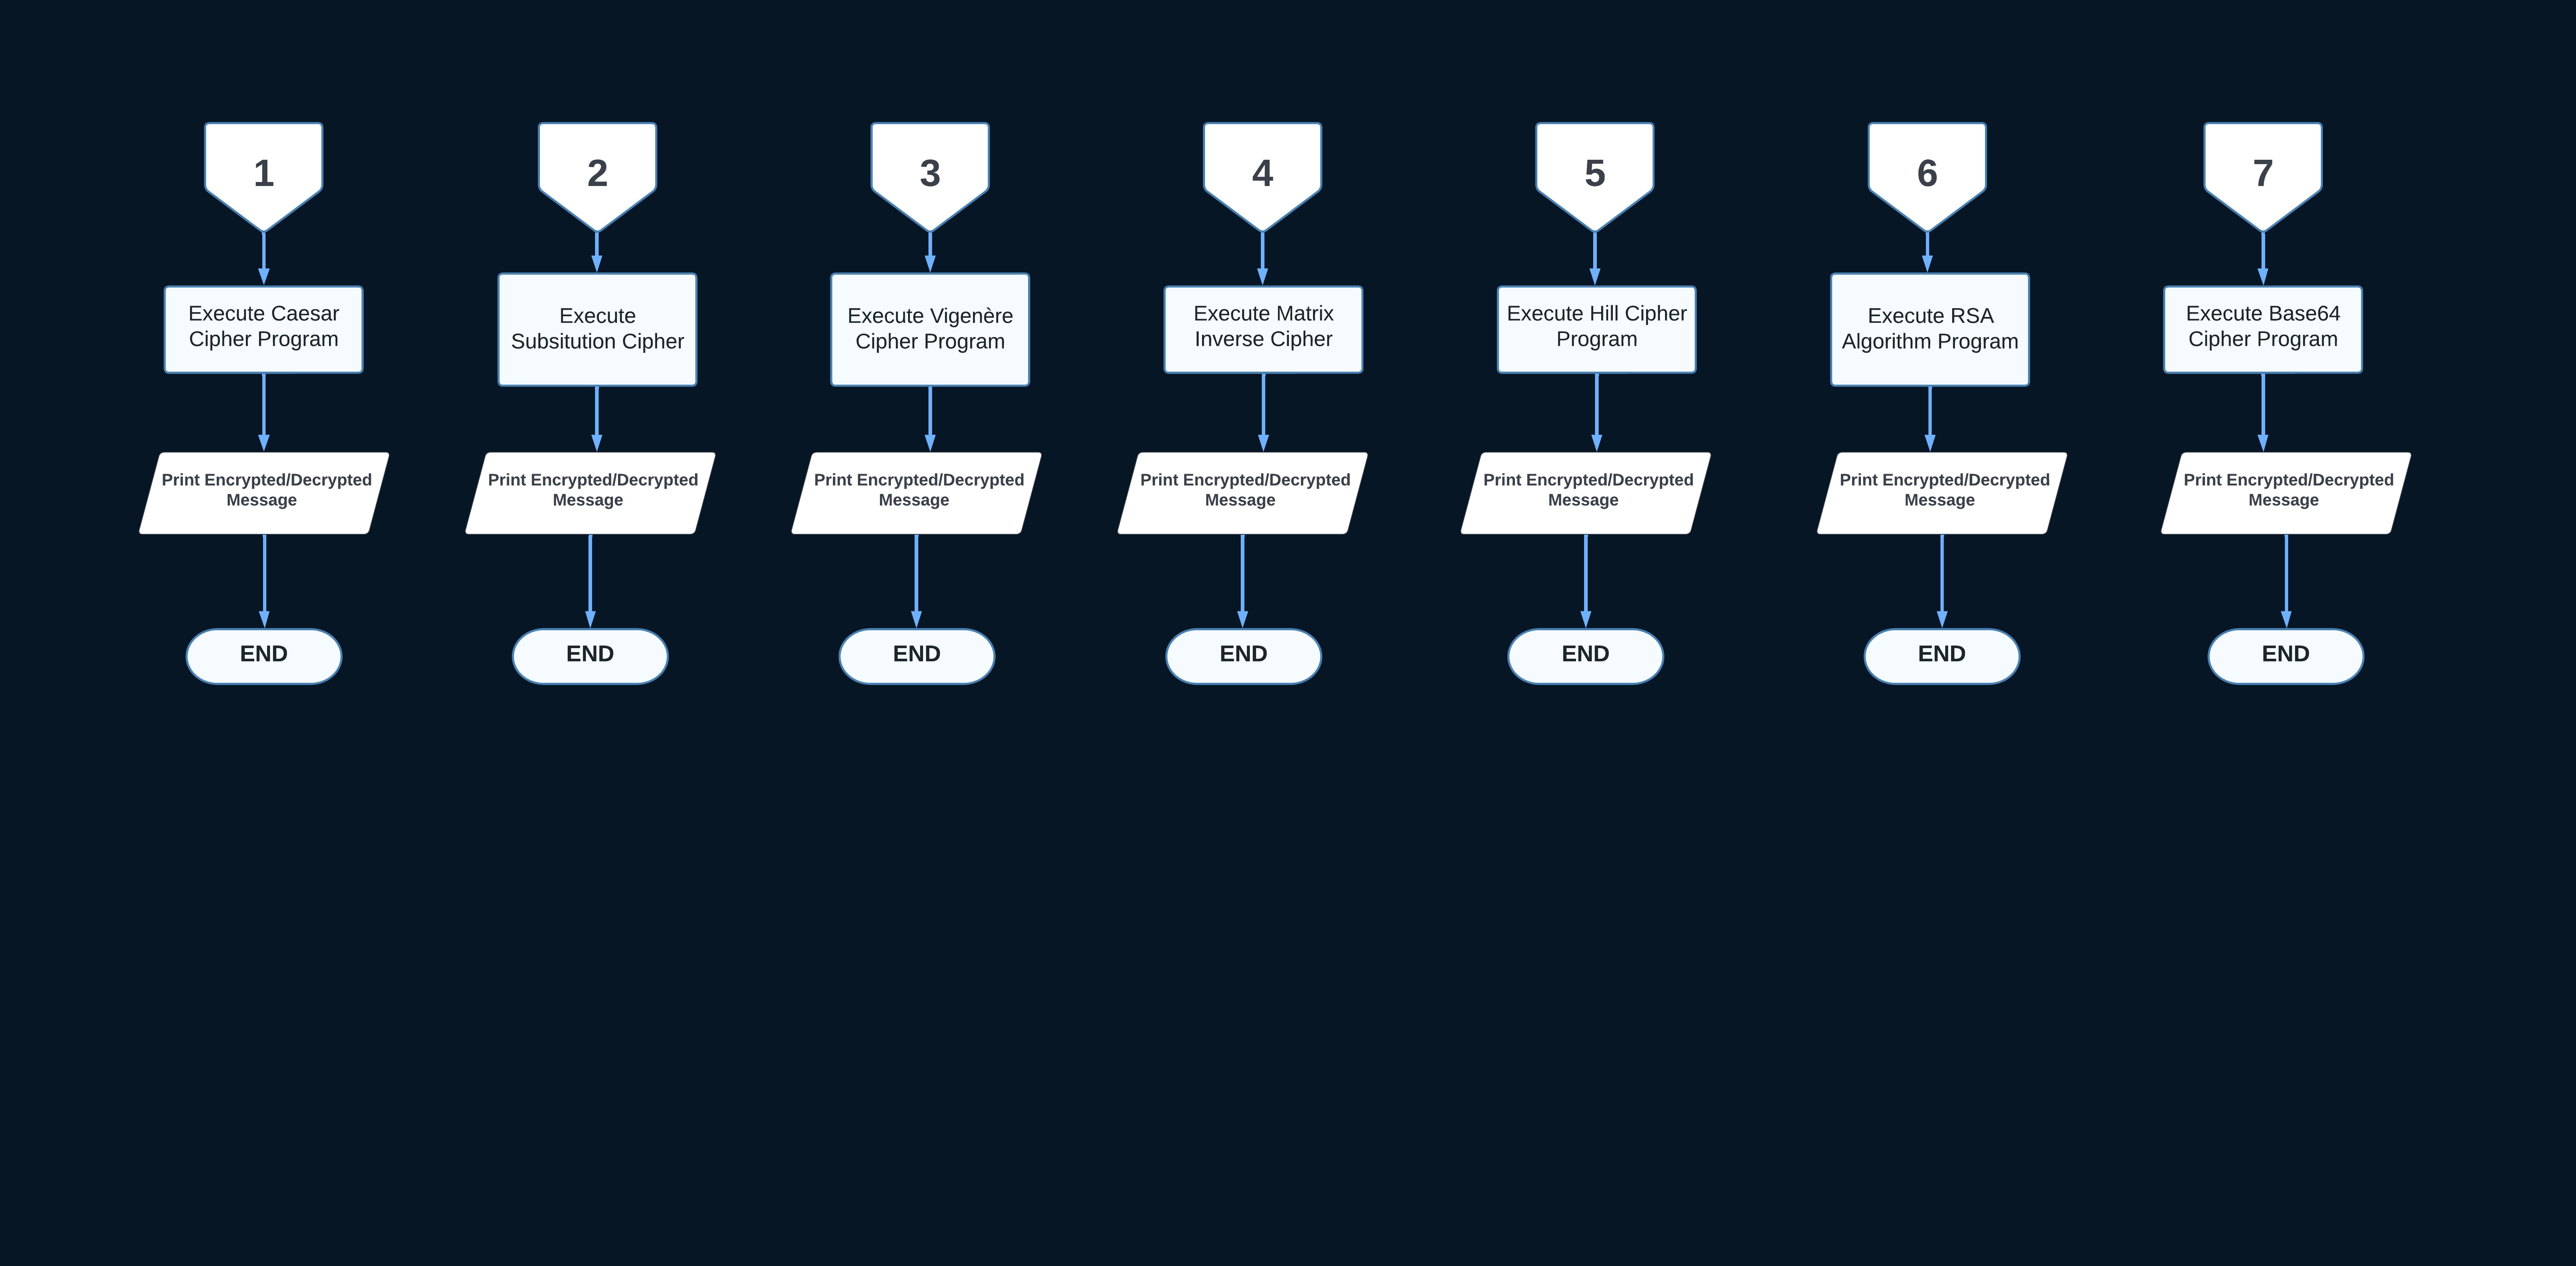 1
2
3
4
5
6
7
Execute Caesar
Cipher Program
Execute
Subsitution Cipher
Execute Vigenère
Cipher Program
Execute Matrix
Inverse Cipher
Execute Hill Cipher
Program
Execute RSA
Algorithm Program
Execute Base64
Cipher Program
Print Encrypted/Decrypted
Message
Print Encrypted/Decrypted
Message
Print Encrypted/Decrypted
Message
Print Encrypted/Decrypted
Message
Print Encrypted/Decrypted
Message
Print Encrypted/Decrypted
Message
Print Encrypted/Decrypted
Message
END
END
END
END
END
END
END